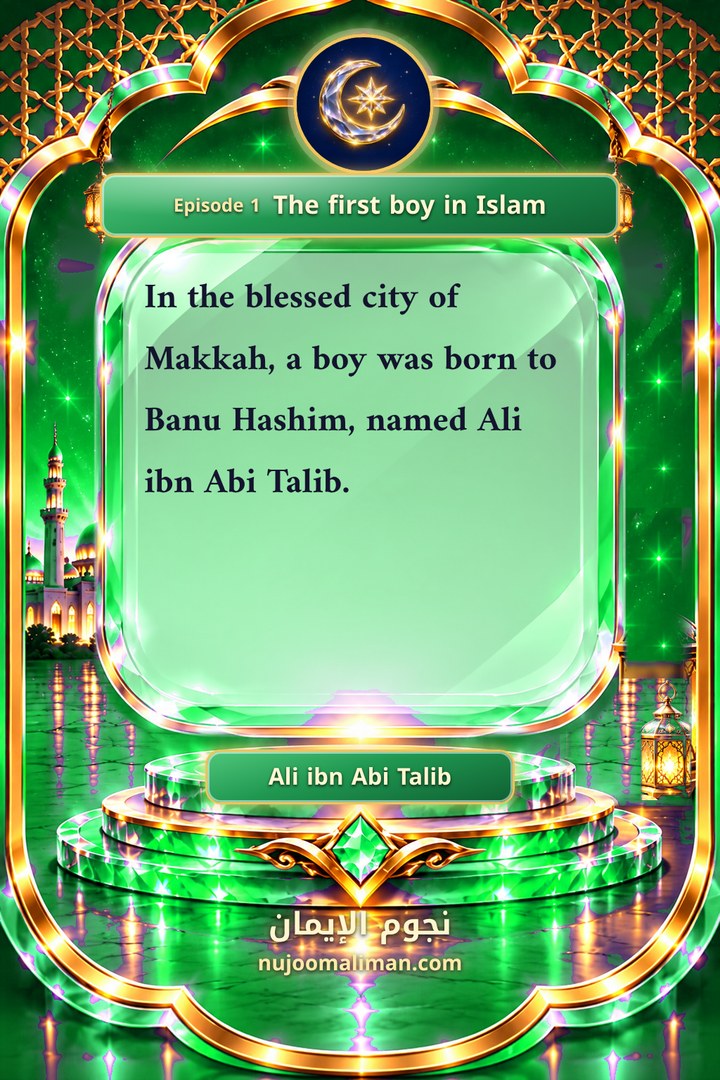 Episode 1 The first boy in Islam
In the blessed city of
Makkah, a boy was born to
Banu Hashim, named Ali
ibn Abi Talib.
Ali ibn Abi Talib
نجوم الإيمان
nujoomaliman.com